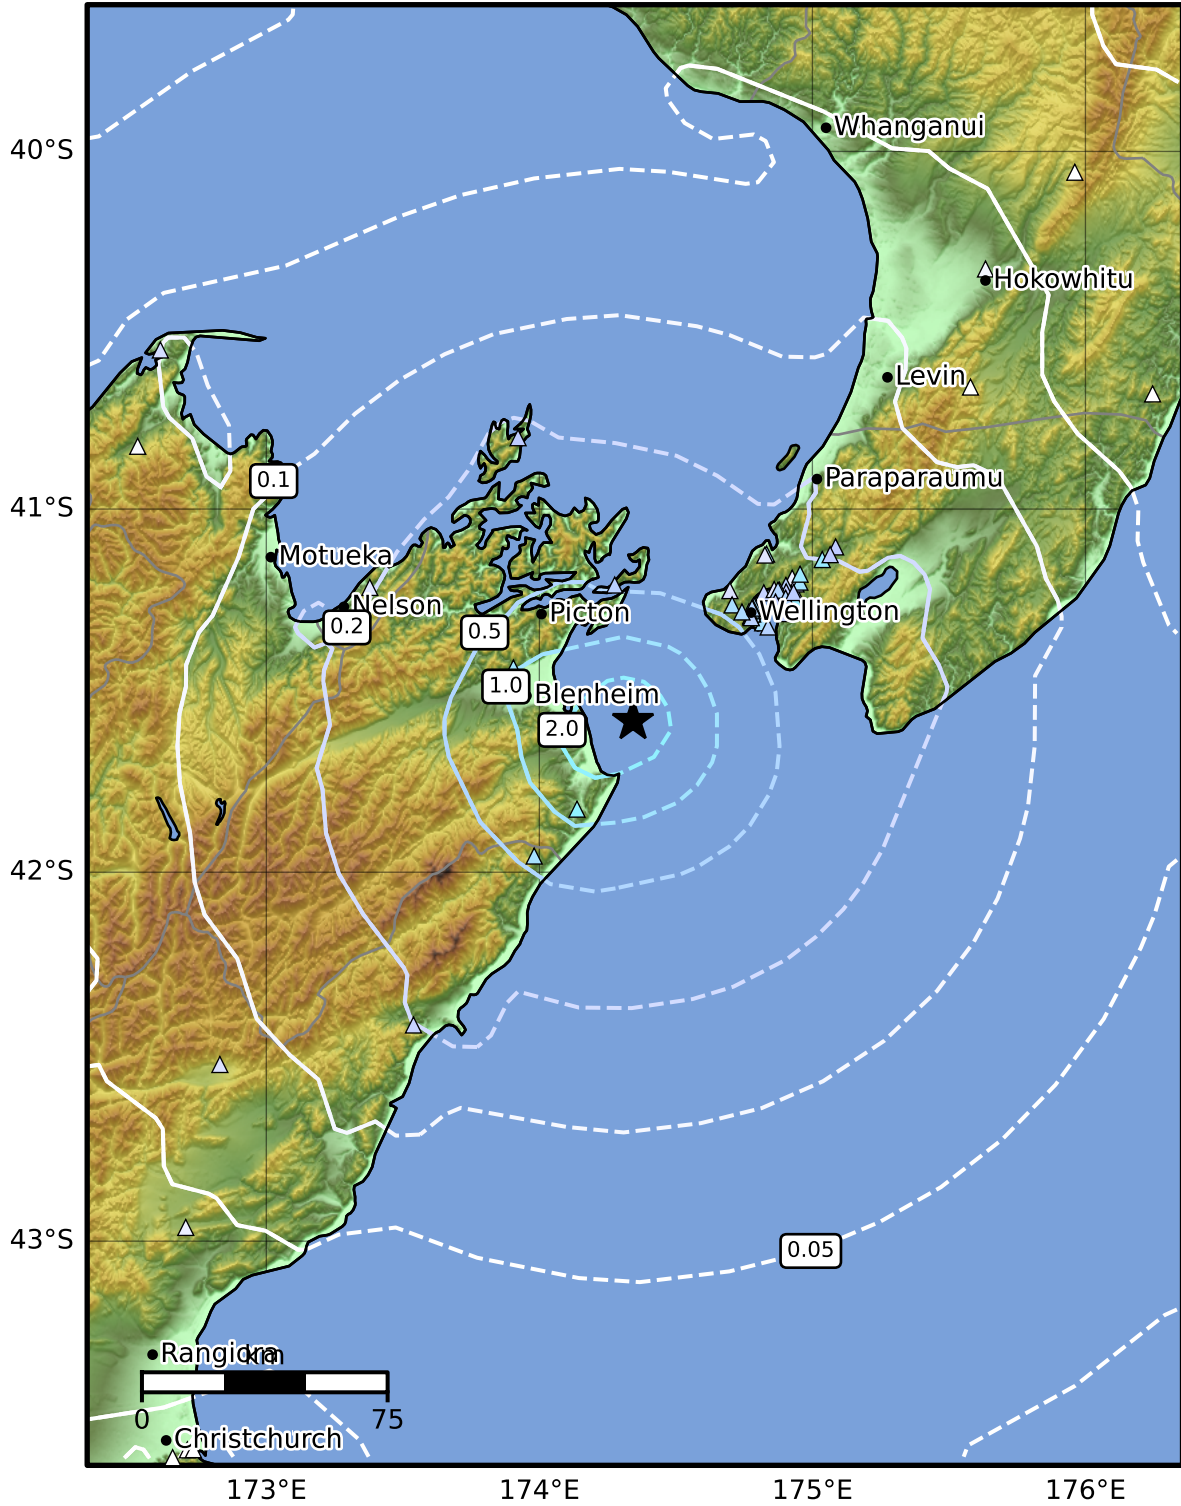 Whanganui
40°S
Hokowhitu
Levin
0.1
Paraparaumu
41°S
Motueka
Nelson
0.2
Picton
Wellington
0.5
1.0
Blenheim
2.0
42°S
43°S
0.05
Rangiora
km
0
75
Christchurch
173°E
174°E
175°E
176°E